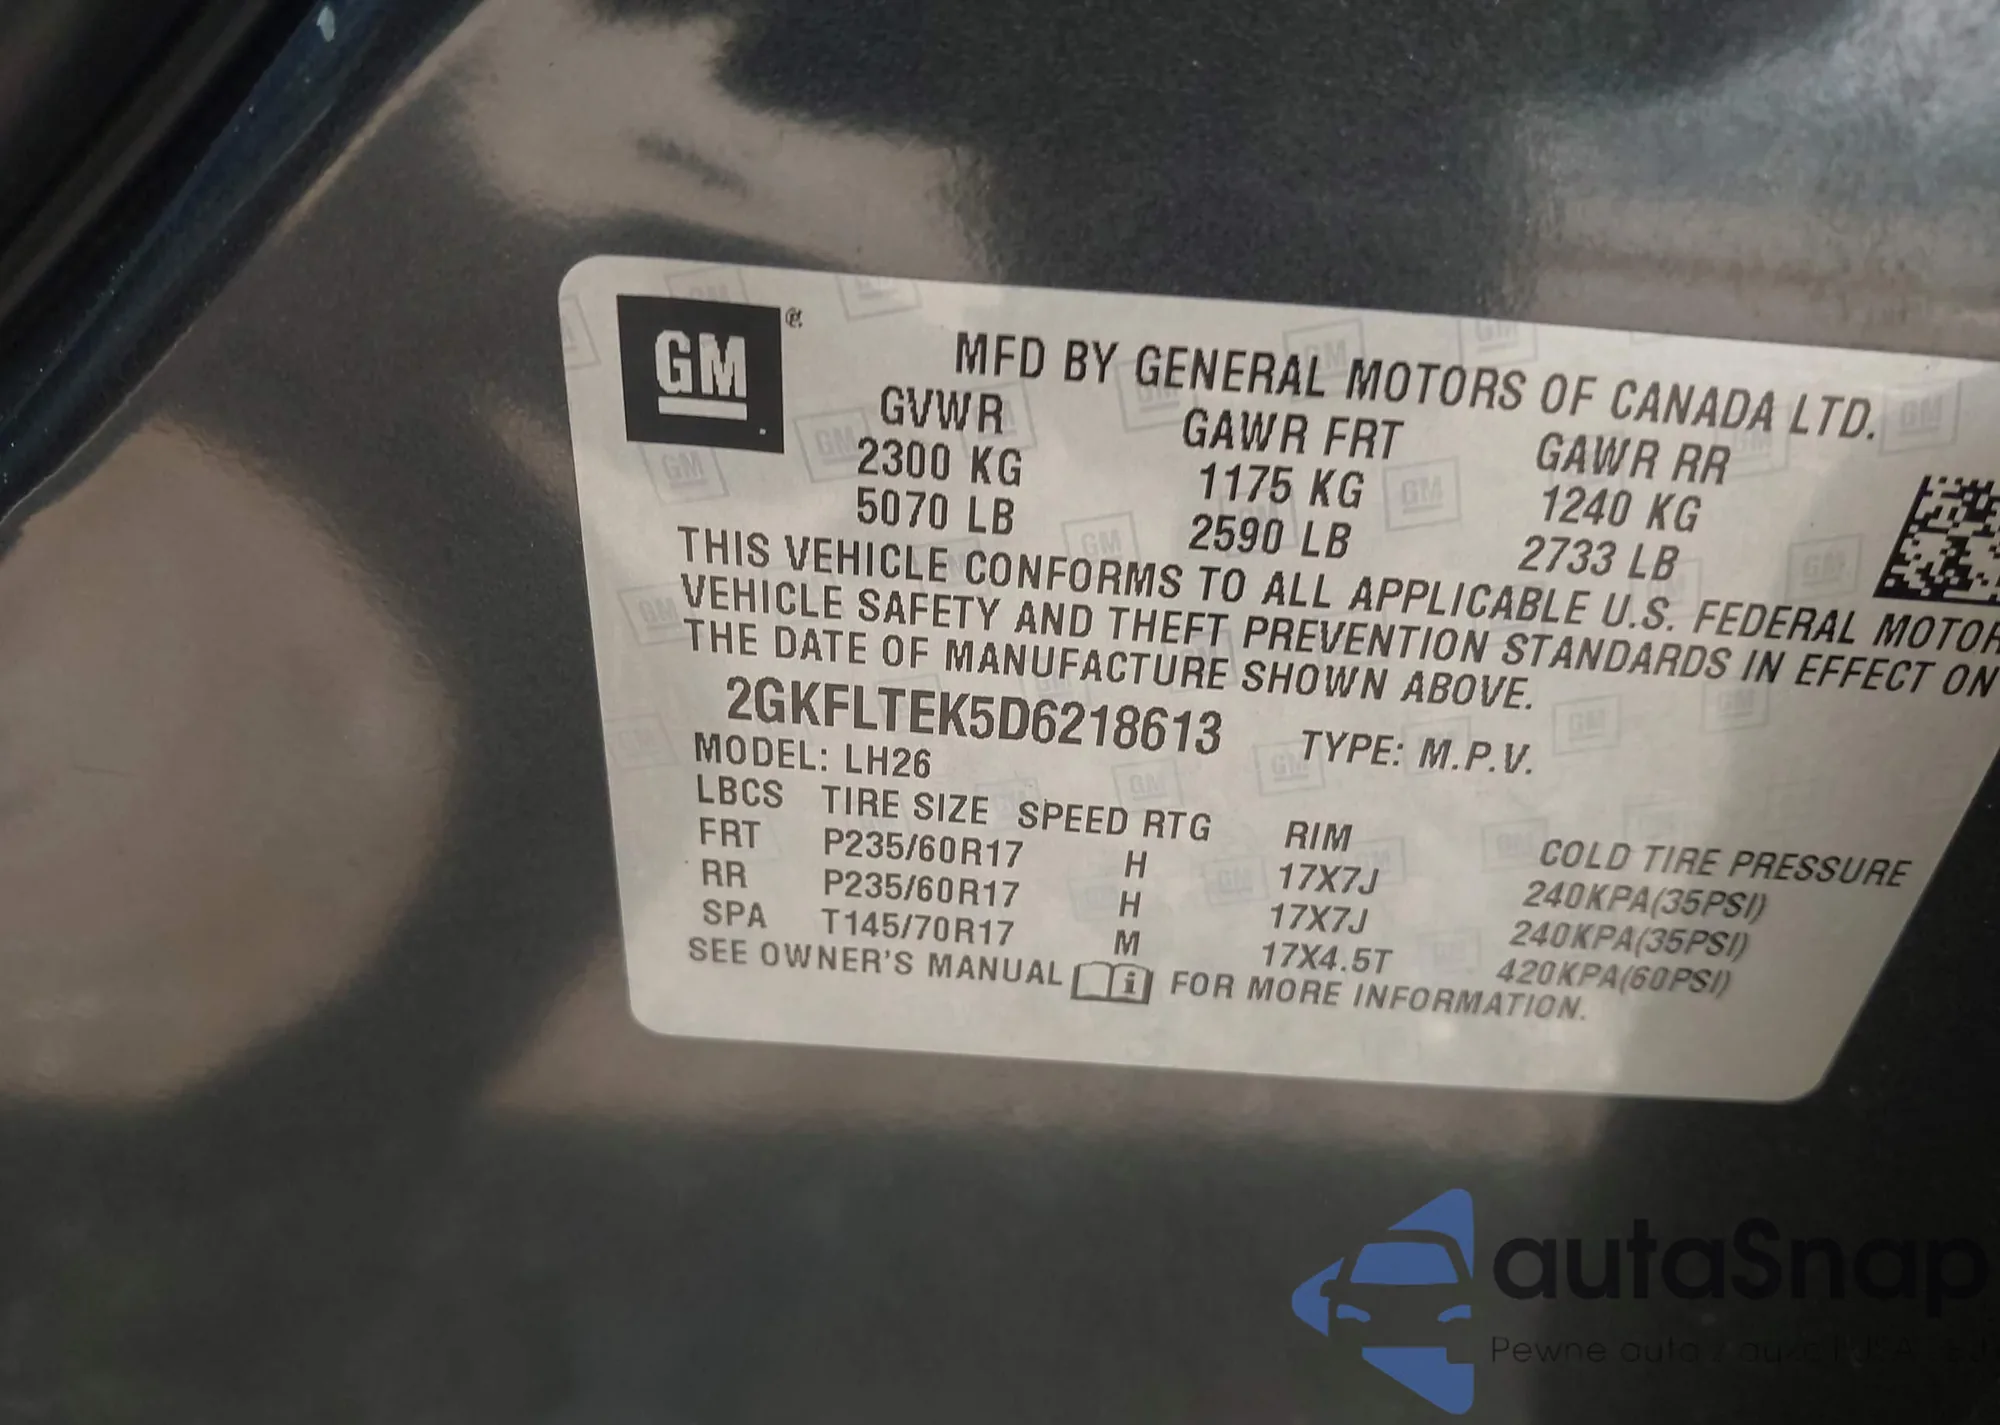 GM
MFD BY GENERAL MOTORS OF CANADA LTD.
GVWR GAWR FRT GAWR RR
2300 KG 1175 KG 1240 KG
5070 LB 2590 LB 2733 LB
THIS VEHICLE CONFORMS TO ALL APPLICABLE U.S. FEDERAL MOTOR
VEHICLE SAFETY AND THEFT PREVENTION STANDARDS IN EFFECT ON
THE DATE OF MANUFACTURE SHOWN ABOVE.
2GKFLTEK5D6218613 TYPE: M.P.V.
MODEL: LH26
LBCS TIRE SIZE SPEED RTG RIM COLD TIRE PRESSURE
FRT P235/60R17 H 17X7J 240KPA(35PSI)
RR P235/60R17 H 17X7J 240KPA(35PSI)
SPA T145/70R17 M 17X4.5T 420KPA(60PSI)
SEE OWNER'S MANUAL i FOR MORE INFORMATION.
autaSnap
Pewne auta z